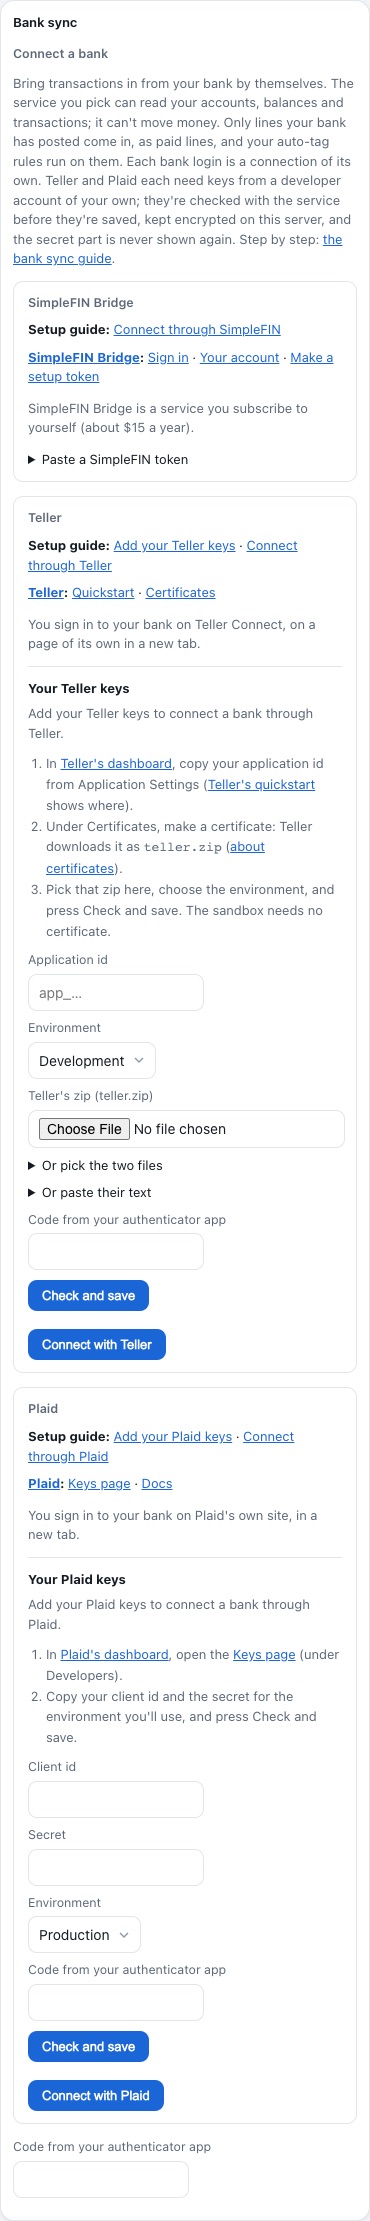 Bank sync
Connect a bank
Bring transactions in from your bank by themselves. The
service you pick can read your accounts, balances and
transactions; it can't move money. Only lines your bank
has posted come in, as paid lines, and your auto-tag
rules run on them. Each bank login is a connection of its
own. Teller and Plaid each need keys from a developer
account of your own; they're checked with the service
before they're saved, kept encrypted on this server, and
the secret part is never shown again. Step by step: the
bank sync guide.
SimpleFIN Bridge
Setup guide: Connect through SimpleFIN
SimpleFIN Bridge: Sign in · Your account · Make a
setup token
SimpleFIN Bridge is a service you subscribe to
yourself (about $15 a year).
▶ Paste a SimpleFIN token
Teller
Setup guide: Add your Teller keys · Connect
through Teller
Teller: Quickstart · Certificates
You sign in to your bank on Teller Connect, on a
page of its own in a new tab.
Your Teller keys
Add your Teller keys to connect a bank through
Teller.
1. In Teller's dashboard, copy your application id
from Application Settings (Teller's quickstart
shows where).
2. Under Certificates, make a certificate: Teller
downloads it as teller.zip (about
certificates).
3. Pick that zip here, choose the environment, and
press Check and save. The sandbox needs no
certificate.
Application id
app_...
Environment
Development
Teller's zip (teller.zip)
Choose File No file chosen
▶ Or pick the two files
▶ Or paste their text
Code from your authenticator app
Check and save
Connect with Teller
Plaid
Setup guide: Add your Plaid keys · Connect
through Plaid
Plaid: Keys page · Docs
You sign in to your bank on Plaid's own site, in a
new tab.
Your Plaid keys
Add your Plaid keys to connect a bank through
Plaid.
1. In Plaid's dashboard, open the Keys page (under
Developers).
2. Copy your client id and the secret for the
environment you'll use, and press Check and
save.
Client id
Secret
Environment
Production
Code from your authenticator app
Check and save
Connect with Plaid
Code from your authenticator app